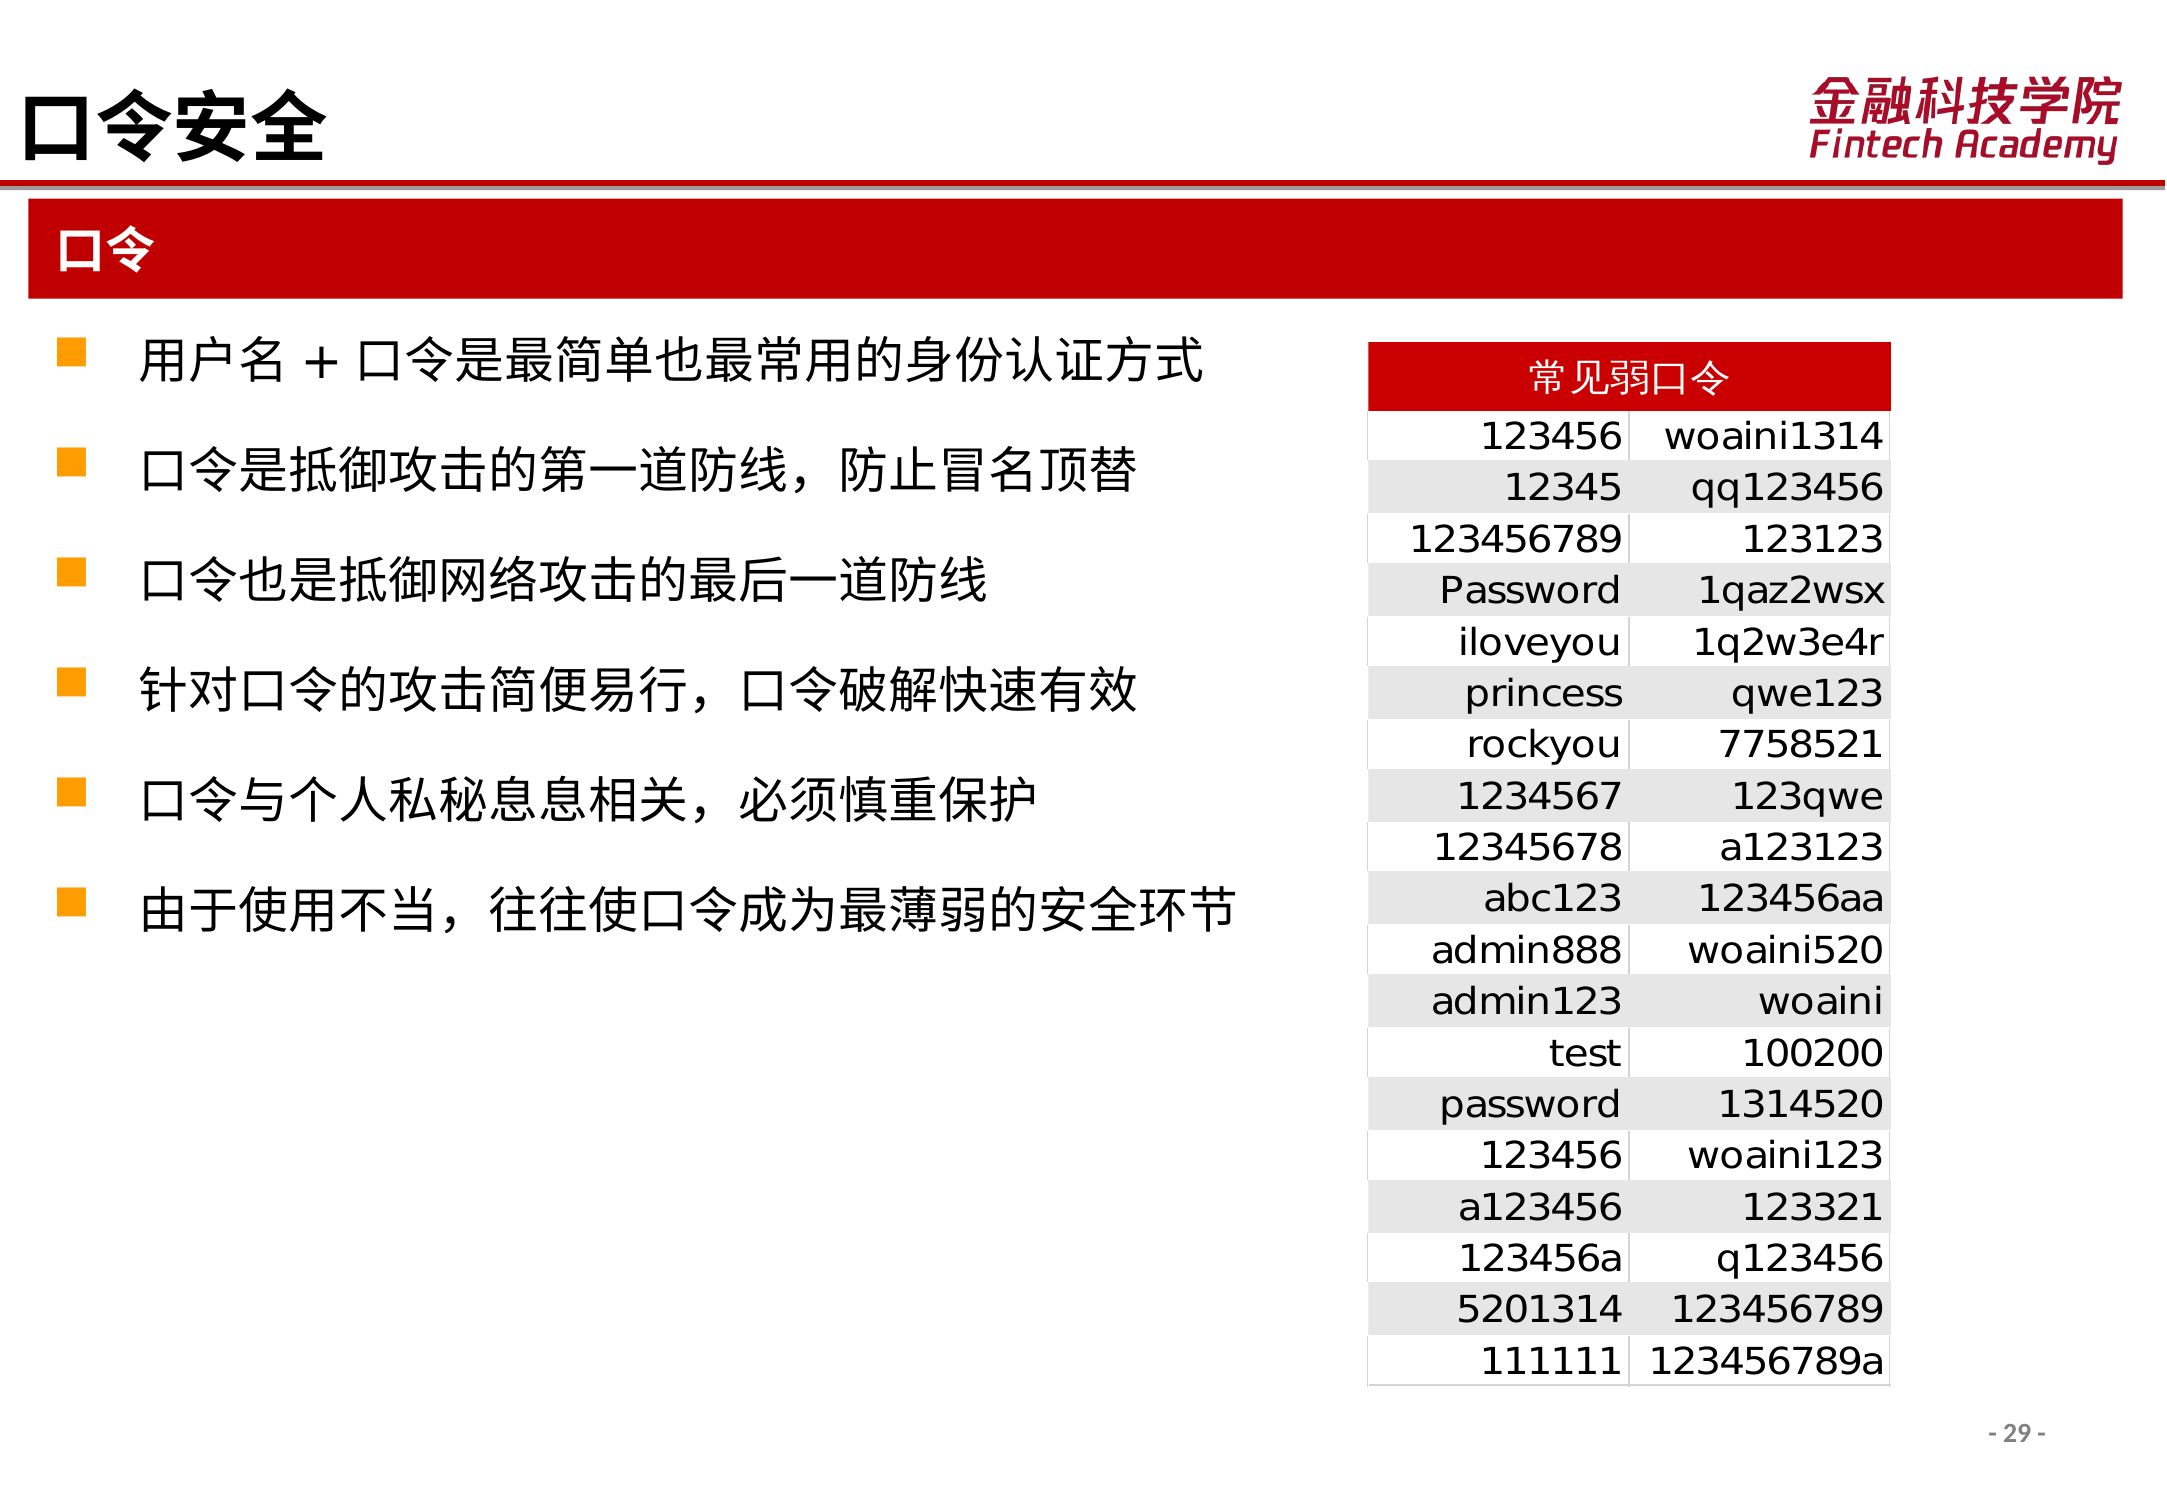 口令安全
金融科技学院
Fintech Academy
口令
用户名 + 口令是最简单也最常用的身份认证方式
口令是抵御攻击的第一道防线，防止冒名顶替
口令也是抵御网络攻击的最后一道防线
针对口令的攻击简便易行，口令破解快速有效
口令与个人私秘息息相关，必须慎重保护
由于使用不当，往往使口令成为最薄弱的安全环节
常见弱口令
123456 woaini1314
12345 qq123456
123456789 123123
Password 1qaz2wsx
iloveyou 1q2w3e4r
princess qwe123
rockyou 7758521
1234567 123qwe
12345678 a123123
abc123 123456aa
admin888 woaini520
admin123 woaini
test 100200
password 1314520
123456 woaini123
a123456 123321
123456a q123456
5201314 123456789
111111 123456789a
- 29 -